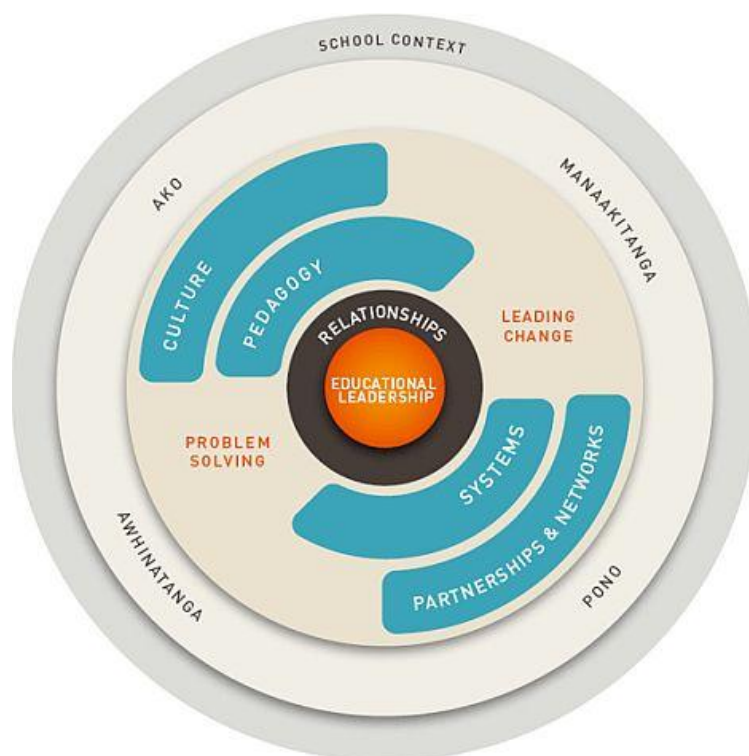 SCHOOL CONTEXT
AKO
MANAAKITANGA
CULTURE
PEDAGOGY
RELATIONSHIPS
LEADING
CHANGE
EDUCATIONAL
LEADERSHIP
PROBLEM
SOLVING
SYSTEMS
PARTNERSHIPS & NETWORKS
AWHINATANGA
PONO